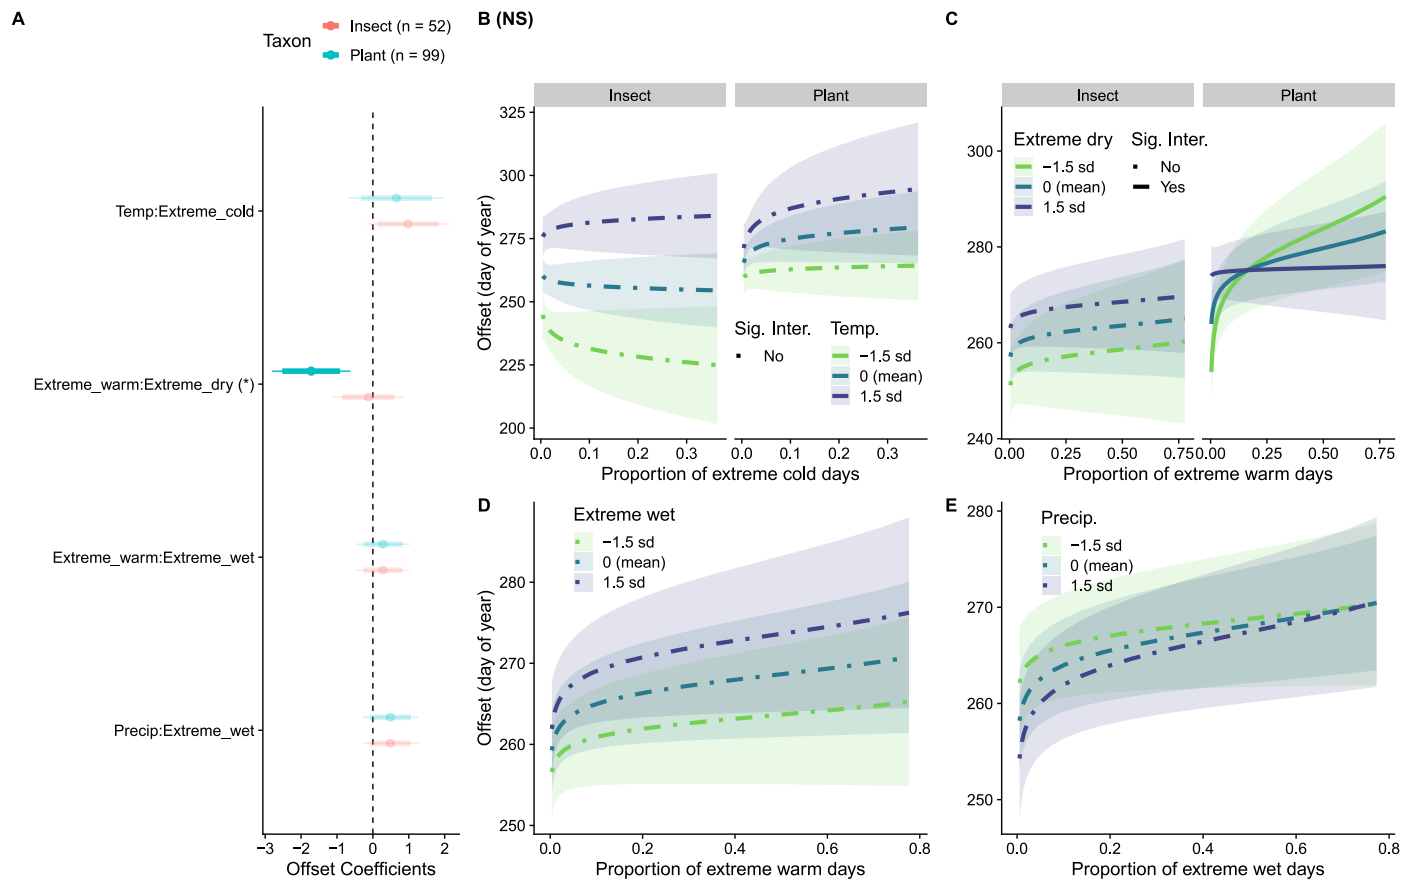 A
Taxon
Insect (n = 52)
Plant (n = 99)
Temp:Extreme_cold
Extreme_warm:Extreme_dry (*)
Extreme_warm:Extreme_wet
Precip:Extreme_wet
−3 −2 −1 0 1 2
Offset Coefficients
B (NS)
Insect Plant
325
300
275
250
225
200
Offset (day of year)
Sig. Inter.
No
Temp.
−1.5 sd
0 (mean)
1.5 sd
0.0 0.1 0.2 0.3 0.0 0.1 0.2 0.3
Proportion of extreme cold days
C
Insect Plant
Extreme dry
−1.5 sd
0 (mean)
1.5 sd
Sig. Inter.
No
Yes
300
280
260
240
0.00 0.25 0.50 0.75 0.00 0.25 0.50 0.75
Proportion of extreme warm days
D
Extreme wet
−1.5 sd
0 (mean)
1.5 sd
280
270
260
250
Offset (day of year)
0.0 0.2 0.4 0.6 0.8
Proportion of extreme warm days
E
Precip.
−1.5 sd
0 (mean)
1.5 sd
280
270
260
250
0.0 0.2 0.4 0.6 0.8
Proportion of extreme wet days